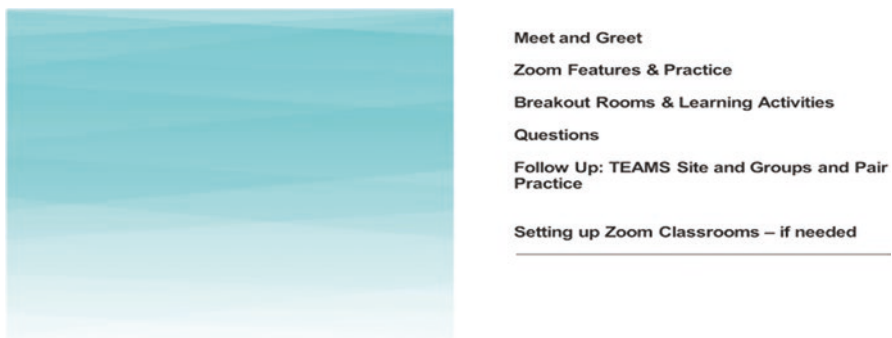 Meet and Greet
Zoom Features & Practice
Breakout Rooms & Learning Activities
Questions
Follow Up: TEAMS Site and Groups and Pair
Practice
Setting up Zoom Classrooms – if needed